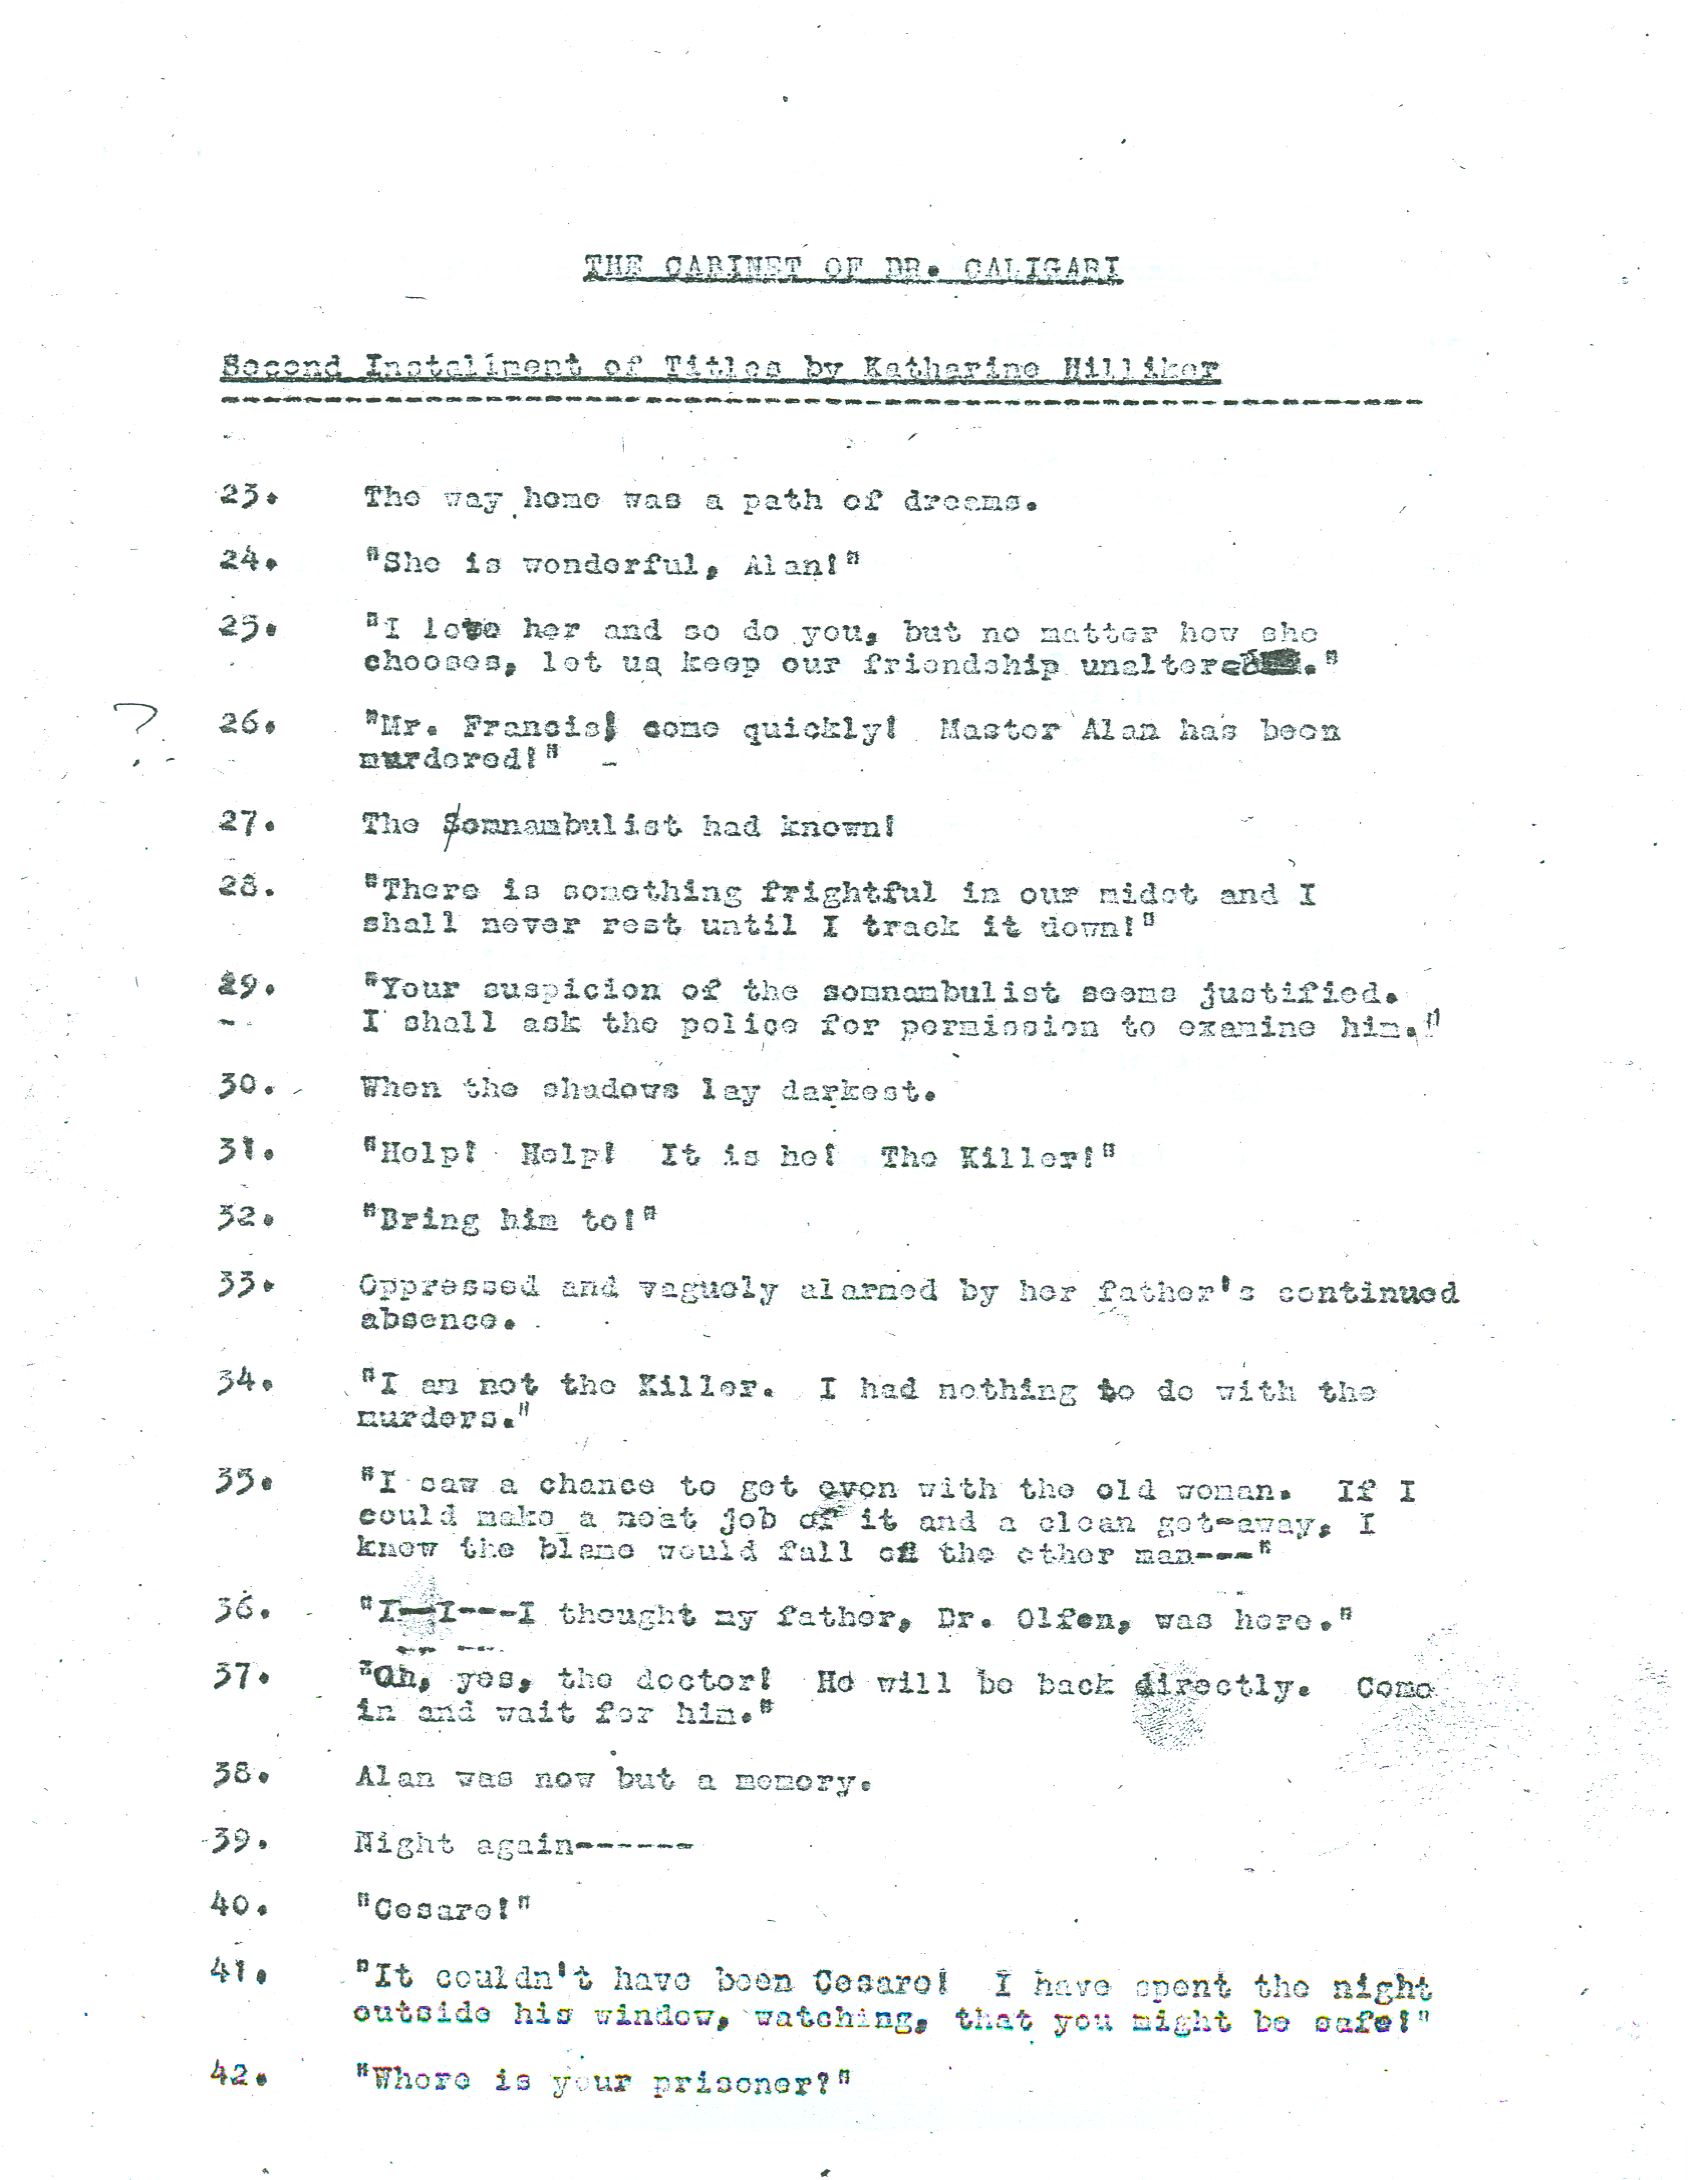 THE CABINET OF DR. CALIGARI
Second Installment of Titles by Katharine Hilliker
23. The way home was a path of dreams.
24. "She is wonderful, Alan!"
25. "I love her and so do you, but no matter how she
chooses, let us keep our friendship unaltered."
? 26. "Mr. Francis! come quickly! Master Alan has been
murdered!"
27. The Somnambulist had known!
28. "There is something frightful in our midst and I
shall never rest until I track it down!"
29. "Your suspicion of the somnambulist seems justified.
I shall ask the police for permission to examine him."
30. When the shadows lay darkest.
31. "Help! Help! It is he! The Killer!"
32. "Bring him to!"
33. Oppressed and vaguely alarmed by her father's continued
absence.
34. "I am not the Killer. I had nothing to do with the
murders."
35. "I saw a chance to get even with the old woman. If I
could make a neat job of it and a clean get-away, I
knew the blame would fall on the other man---"
36. "I--I---I thought my father, Dr. Olfen, was here."
37. "Oh, yes, the doctor! He will be back directly. Come
in and wait for him."
38. Alan was now but a memory.
39. Night again------
40. "Cesare!"
41. "It couldn't have been Cesare! I have spent the night
outside his window, watching, that you might be safe!"
42. "Where is your prisoner?"